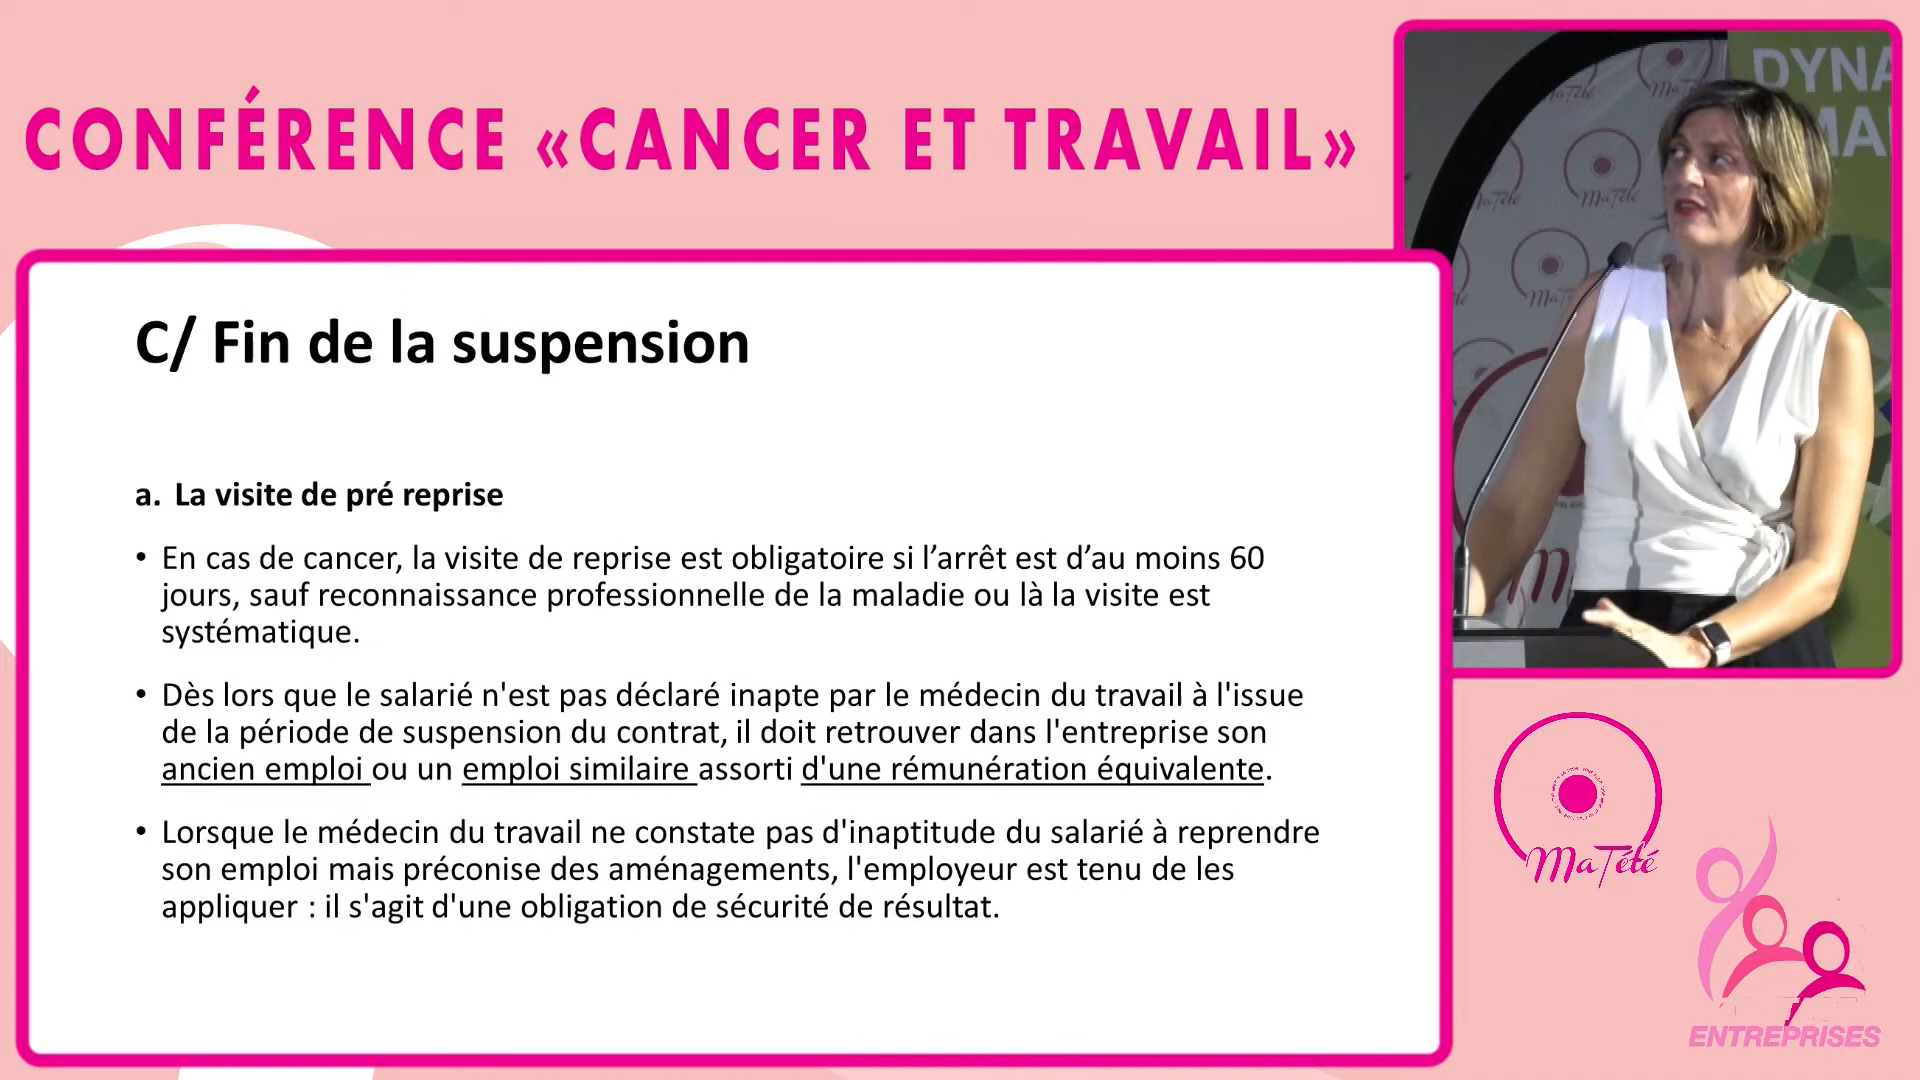 CONFÉRENCE «CANCER ET TRAVAIL»
DYNA
MA
MaTélé
MaTélé
C/ Fin de la suspension
a. La visite de pré reprise
• En cas de cancer, la visite de reprise est obligatoire si l’arrêt est d’au moins 60
jours, sauf reconnaissance professionnelle de la maladie ou là la visite est
systématique.
• Dès lors que le salarié n'est pas déclaré inapte par le médecin du travail à l'issue
de la période de suspension du contrat, il doit retrouver dans l'entreprise son
ancien emploi ou un emploi similaire assorti d'une rémunération équivalente.
• Lorsque le médecin du travail ne constate pas d'inaptitude du salarié à reprendre
son emploi mais préconise des aménagements, l'employeur est tenu de les
appliquer : il s'agit d'une obligation de sécurité de résultat.
MaTélé
ENTREPRISES